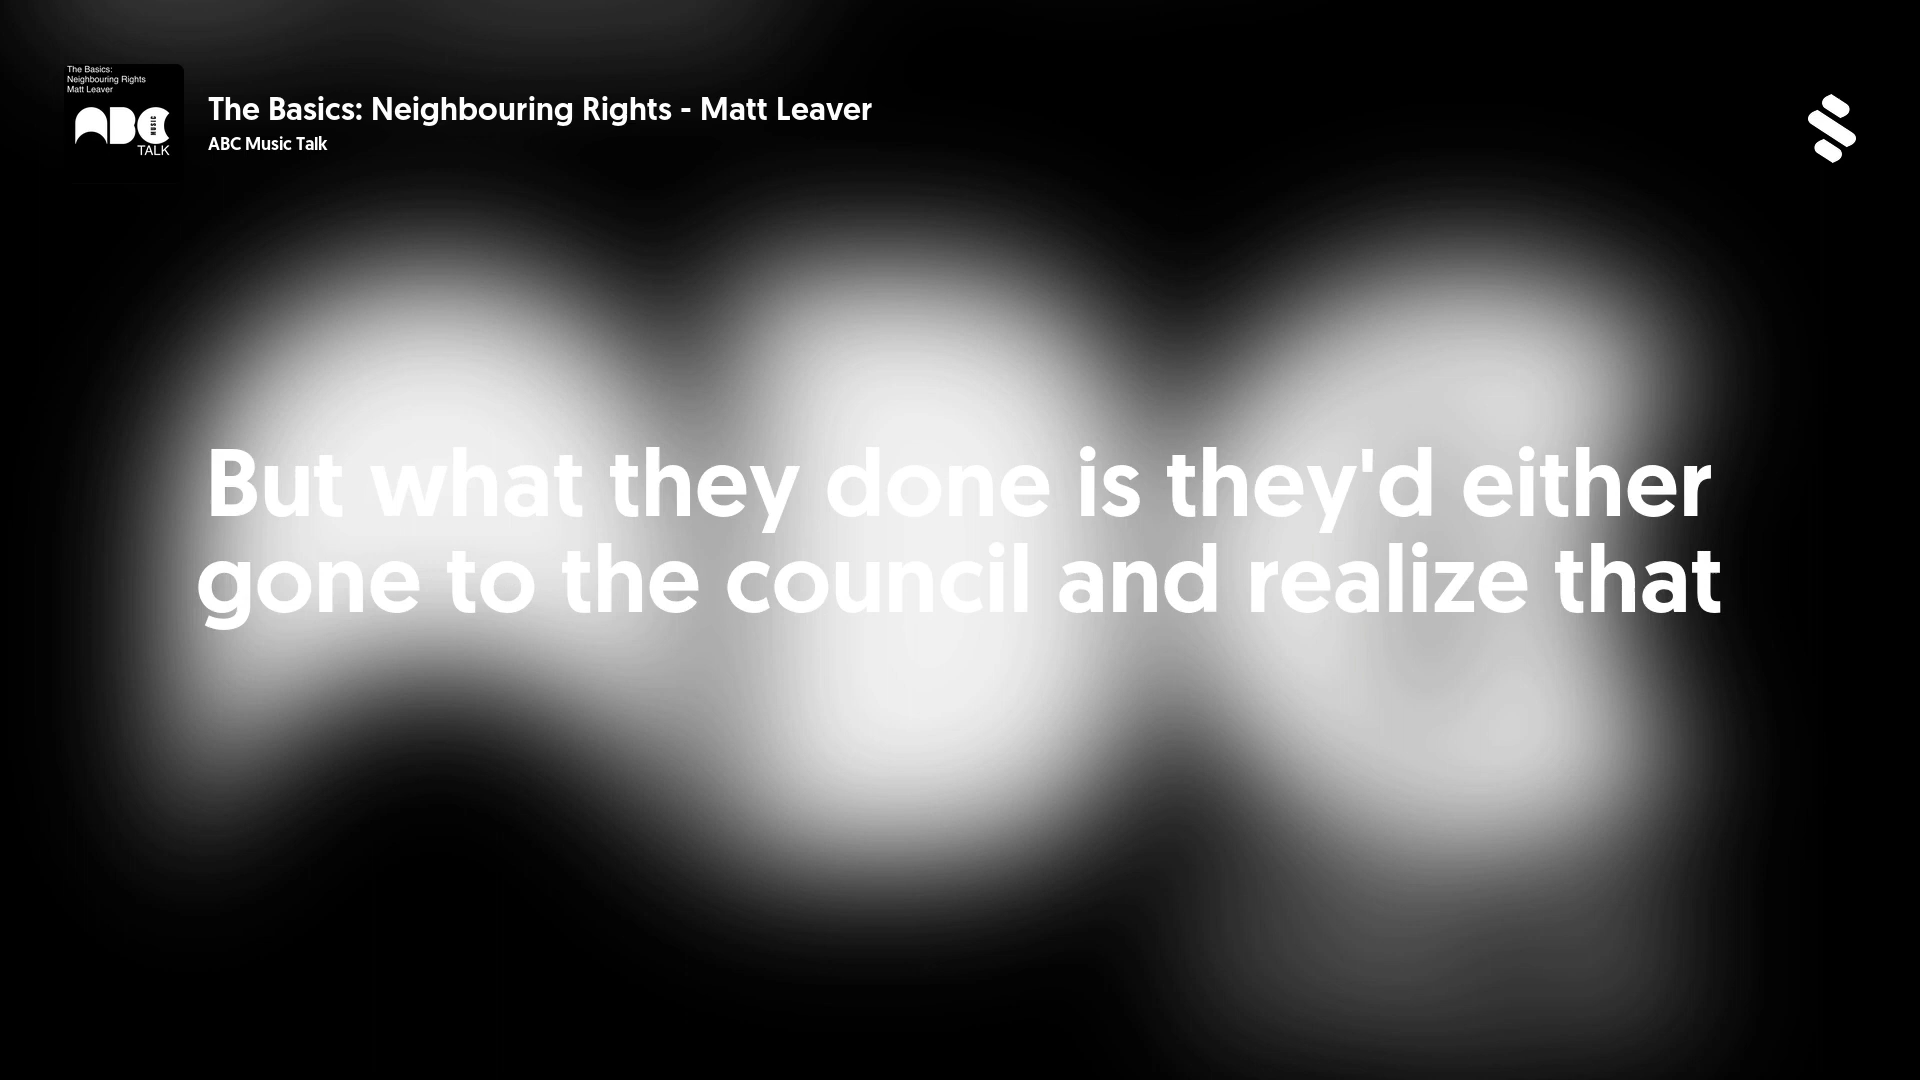 The Basics:
Neighbouring Rights
Matt Leaver
ABC MUSIC
TALK
The Basics: Neighbouring Rights - Matt Leaver
ABC Music Talk
But what they done is they'd either
gone to the council and realize that